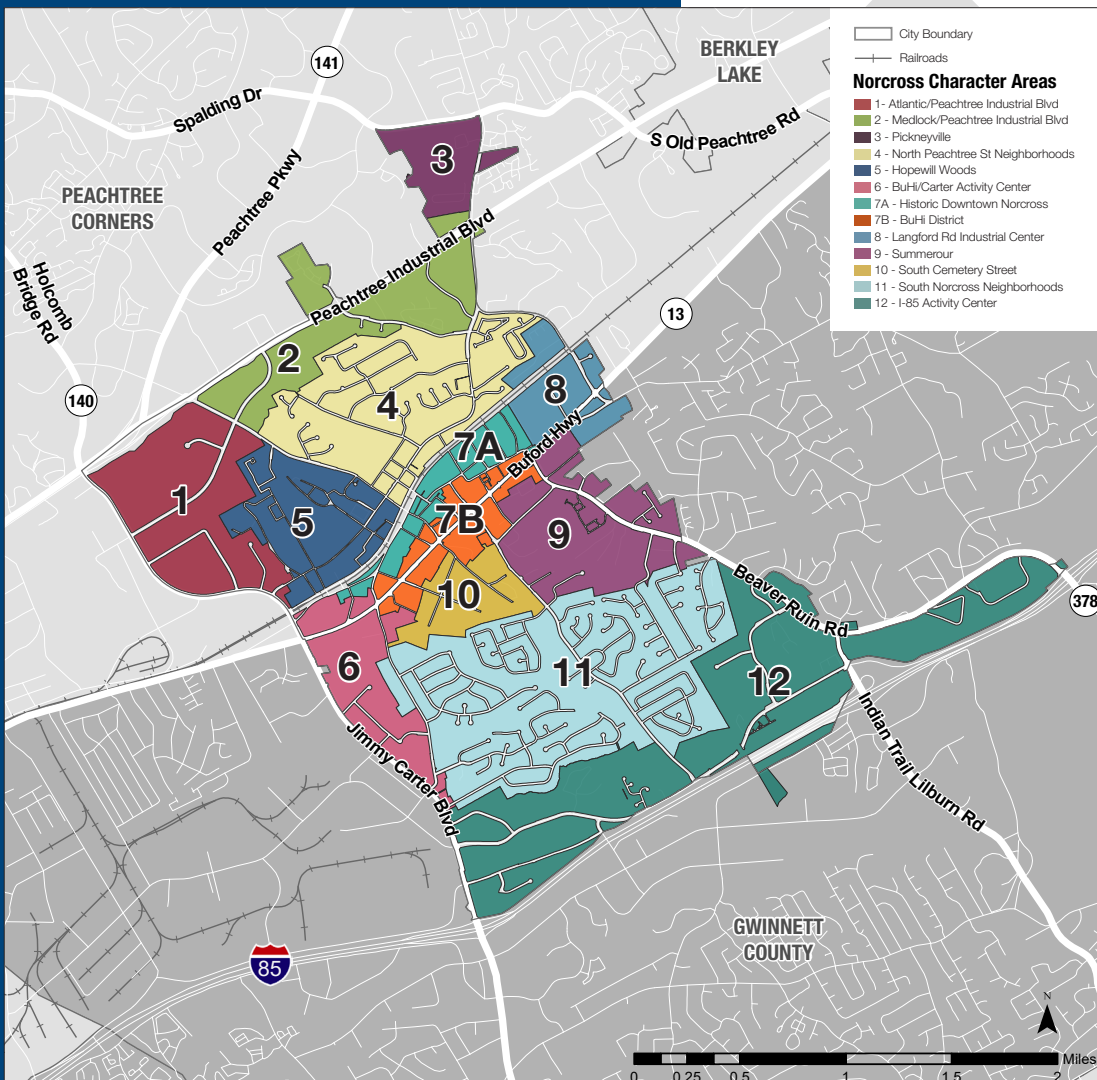 City Boundary
Railroads
Norcross Character Areas
1- Atlantic/Peachtree Industrial Blvd
2 - Medlock/Peachtree Industrial Blvd
3 - Pickneyville
4 - North Peachtree St Neighborhoods
5 - Hopewill Woods
6 - BuHi/Carter Activity Center
7A - Historic Downtown Norcross
7B - BuHi District
8 - Langford Rd Industrial Center
9 - Summerour
10 - South Cemetery Street
11 - South Norcross Neighborhoods
12 - I-85 Activity Center
BERKLEY
LAKE
141
Spalding Dr
S Old Peachtree Rd
3
PEACHTREE
CORNERS
Peachtree Pkwy
Peachtree Industrial Blvd
Holcomb
Bridge Rd
13
2
140
4
8
7A
Buford Hwy
1
5
7B
9
10
Beaver Ruin Rd
378
6
11
12
Indian Trail Lilburn Rd
Jimmy Carter Blvd
GWINNETT
COUNTY
85
N
Miles
0 0.25 0.5 1 1.5 2